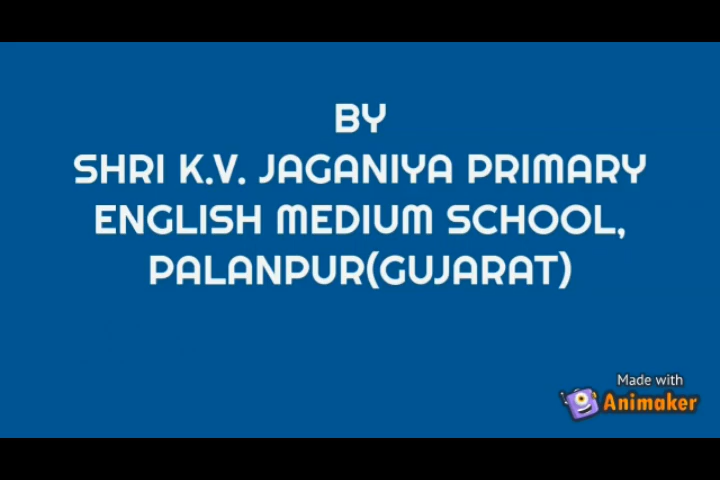 BY
SHRI K.V. JAGANIYA PRIMARY
ENGLISH MEDIUM SCHOOL,
PALANPUR(GUJARAT)
Made with
Animaker